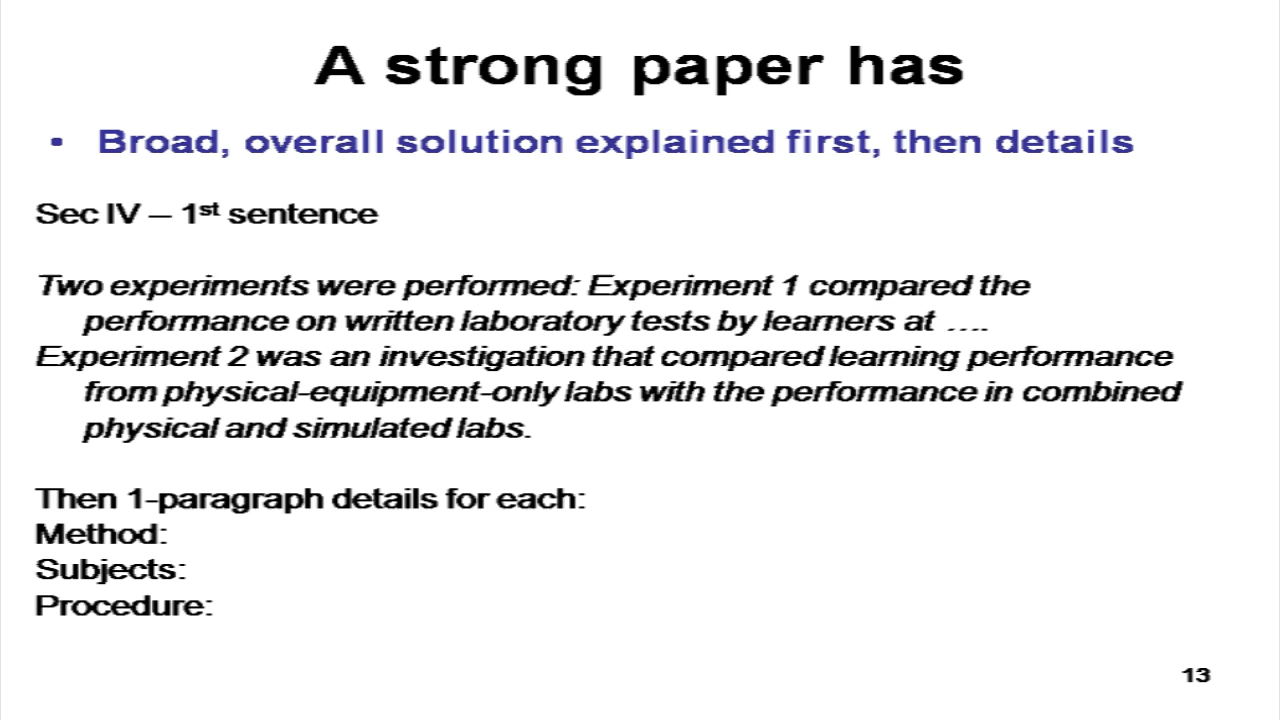 A strong paper has
• Broad, overall solution explained first, then details
Sec IV – 1st sentence
Two experiments were performed: Experiment 1 compared the
performance on written laboratory tests by learners at ….
Experiment 2 was an investigation that compared learning performance
from physical-equipment-only labs with the performance in combined
physical and simulated labs.
Then 1-paragraph details for each:
Method:
Subjects:
Procedure:
13